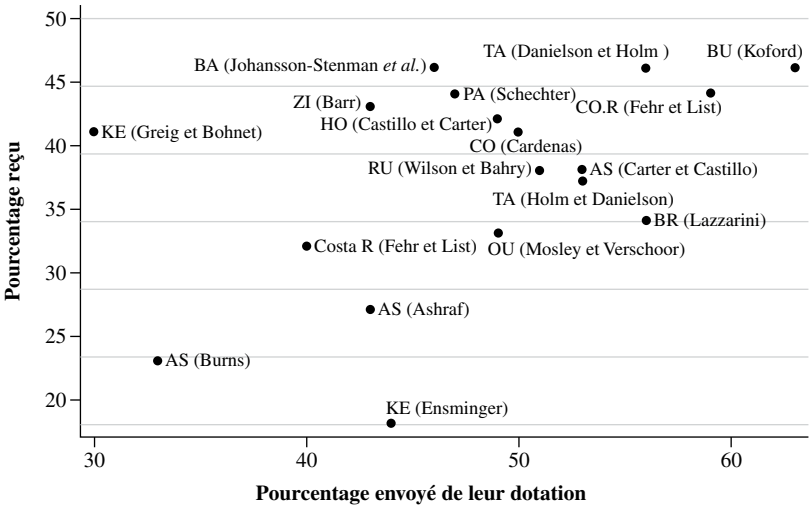 50
TA (Danielson et Holm )
BU (Koford)
BA (Johansson-Stenman et al.)
45
PA (Schechter)
ZI (Barr)
CO.R (Fehr et List)
HO (Castillo et Carter)
KE (Greig et Bohnet)
40
CO (Cardenas)
RU (Wilson et Bahry)
AS (Carter et Castillo)
TA (Holm et Danielson)
35
BR (Lazzarini)
Costa R (Fehr et List)
OU (Mosley et Verschoor)
30
AS (Ashraf)
25
AS (Burns)
20
KE (Ensminger)
Pourcentage reçu
30 40 50 60
Pourcentage envoyé de leur dotation